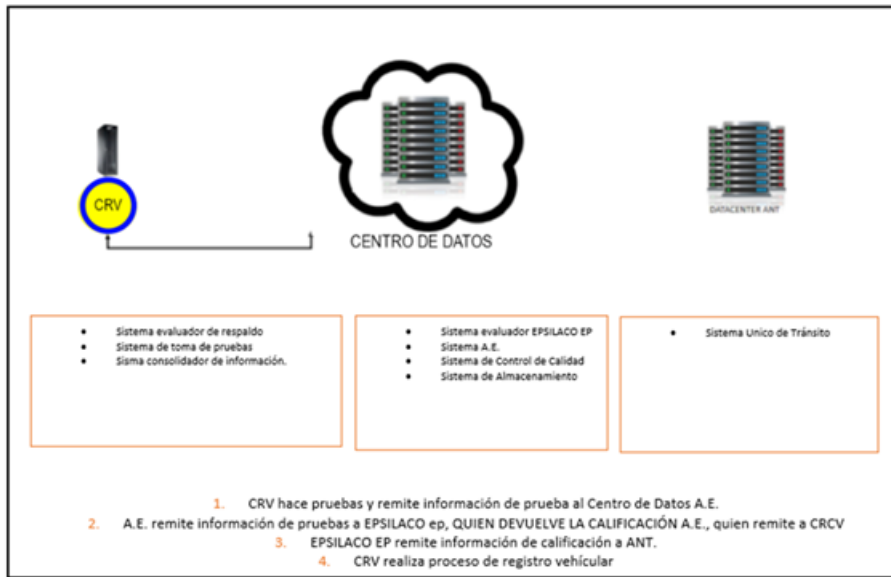 CRV
CENTRO DE DATOS
DATACENTER ANT
• Sistema evaluador de respaldo
• Sistema de toma de pruebas
• Sisma consolidador de información.
• Sistema evaluador EPSILACO EP
• Sistema A.E.
• Sistema de Control de Calidad
• Sistema de Almacenamiento
• Sistema Unico de Tránsito
1. CRV hace pruebas y remite información de prueba al Centro de Datos A.E.
2. A.E. remite información de pruebas a EPSILACO ep, QUIEN DEVUELVE LA CALIFICACIÓN A.E., quien remite a CRCV
3. EPSILACO EP remite información de calificación a ANT.
4. CRV realiza proceso de registro vehícular